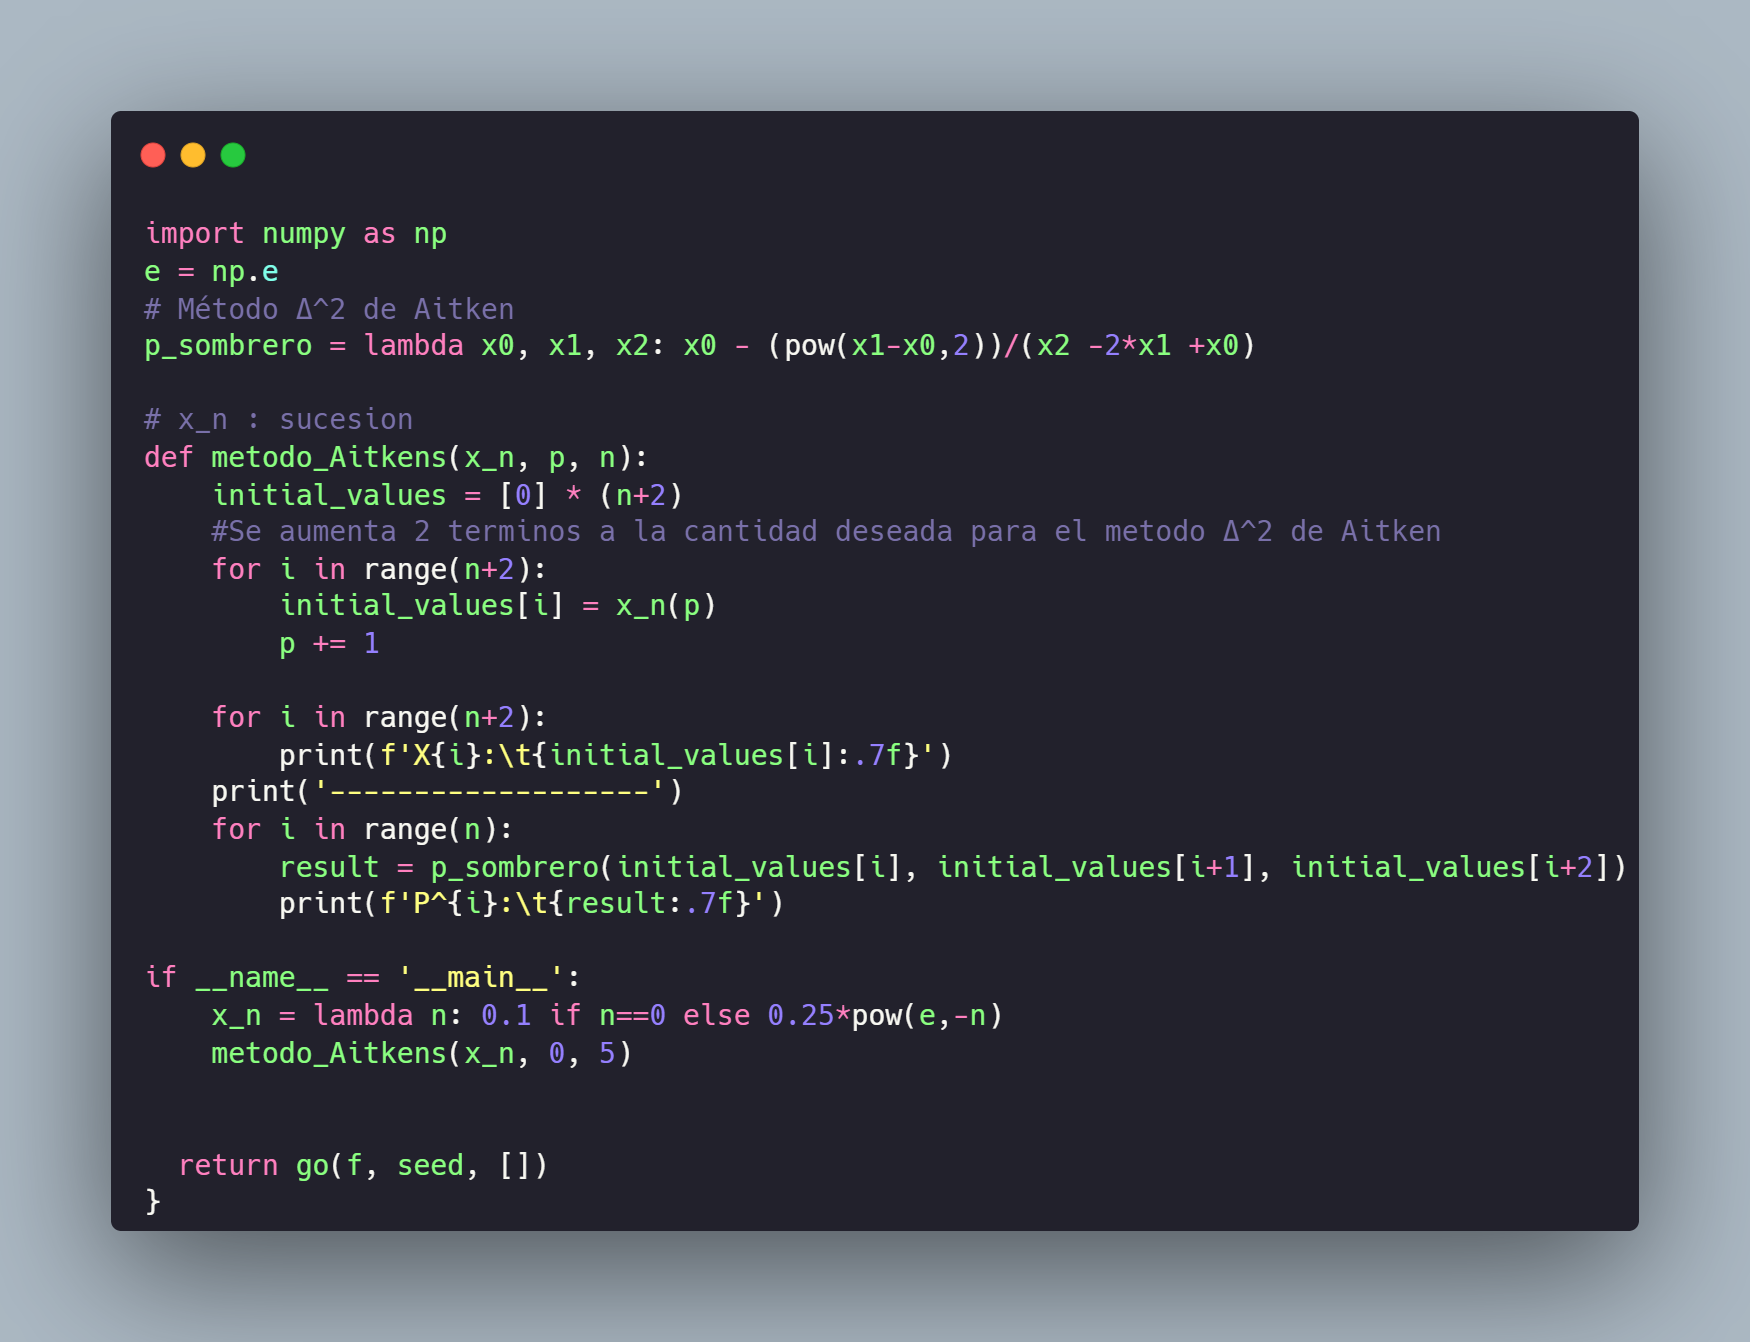 import numpy as np
e = np.e
# Método Δ^2 de Aitken
p_sombrero = lambda x0, x1, x2: x0 - (pow(x1-x0,2))/(x2 -2*x1 +x0)
# x_n : sucesion
def metodo_Aitkens(x_n, p, n):
    initial_values = [0] * (n+2)
    #Se aumenta 2 terminos a la cantidad deseada para el metodo Δ^2 de Aitken
    for i in range(n+2):
        initial_values[i] = x_n(p)
        p += 1
    for i in range(n+2):
        print(f'X{i}:\t{initial_values[i]:.7f}')
    print('-------------------')
    for i in range(n):
        result = p_sombrero(initial_values[i], initial_values[i+1], initial_values[i+2])
        print(f'P^{i}:\t{result:.7f}')
if __name__ == '__main__':
    x_n = lambda n: 0.1 if n==0 else 0.25*pow(e,-n)
    metodo_Aitkens(x_n, 0, 5)
  return go(f, seed, [])
}